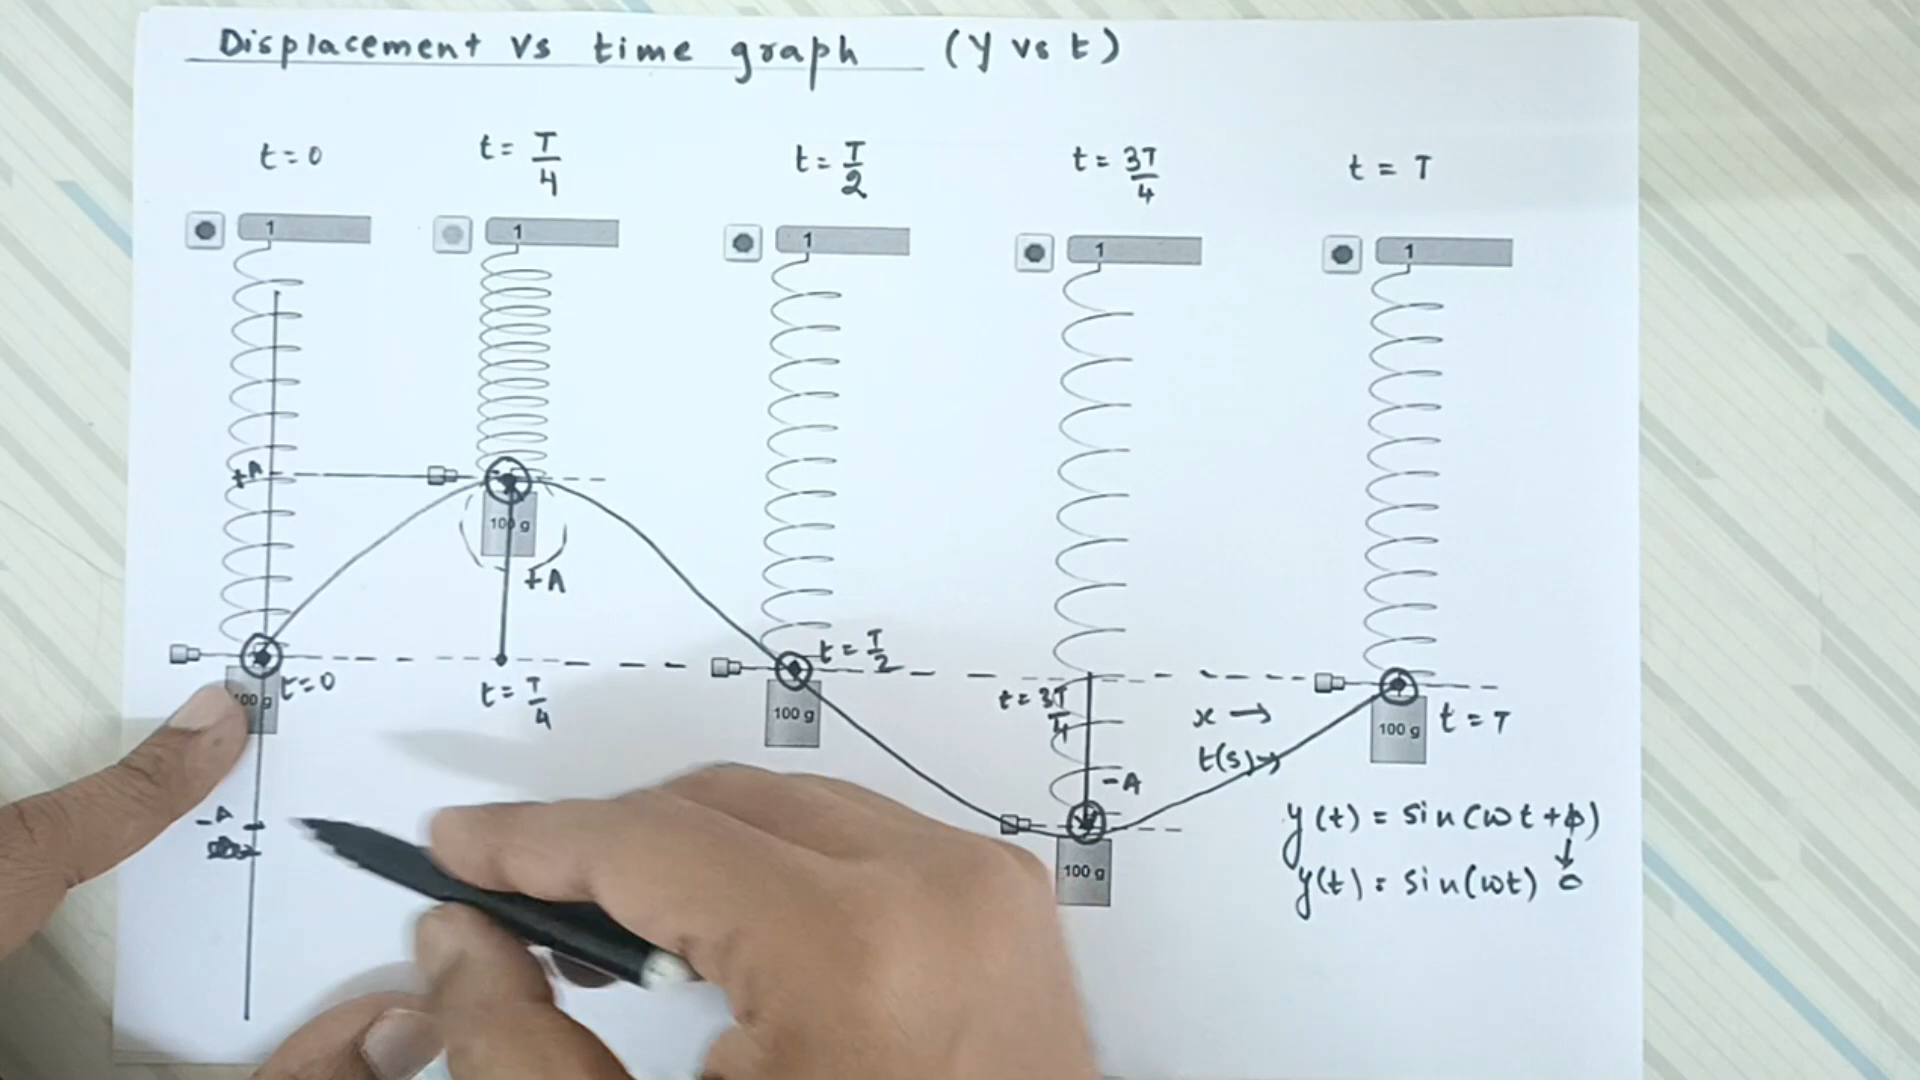 Displacement vs time graph (y vs t)
t=0
t= T/4
t= T/2
t= 3T/4
t = T
1
1
1
1
1
+A
100 g
+A
t= T/2
100 g
t=0
t= T/4
100 g
t= 3T/4
x →
t(s)→
t = T
100 g
-A
-A
100 g
y(t) = sin(ωt+φ)
y(t) = sin(ωt) 0